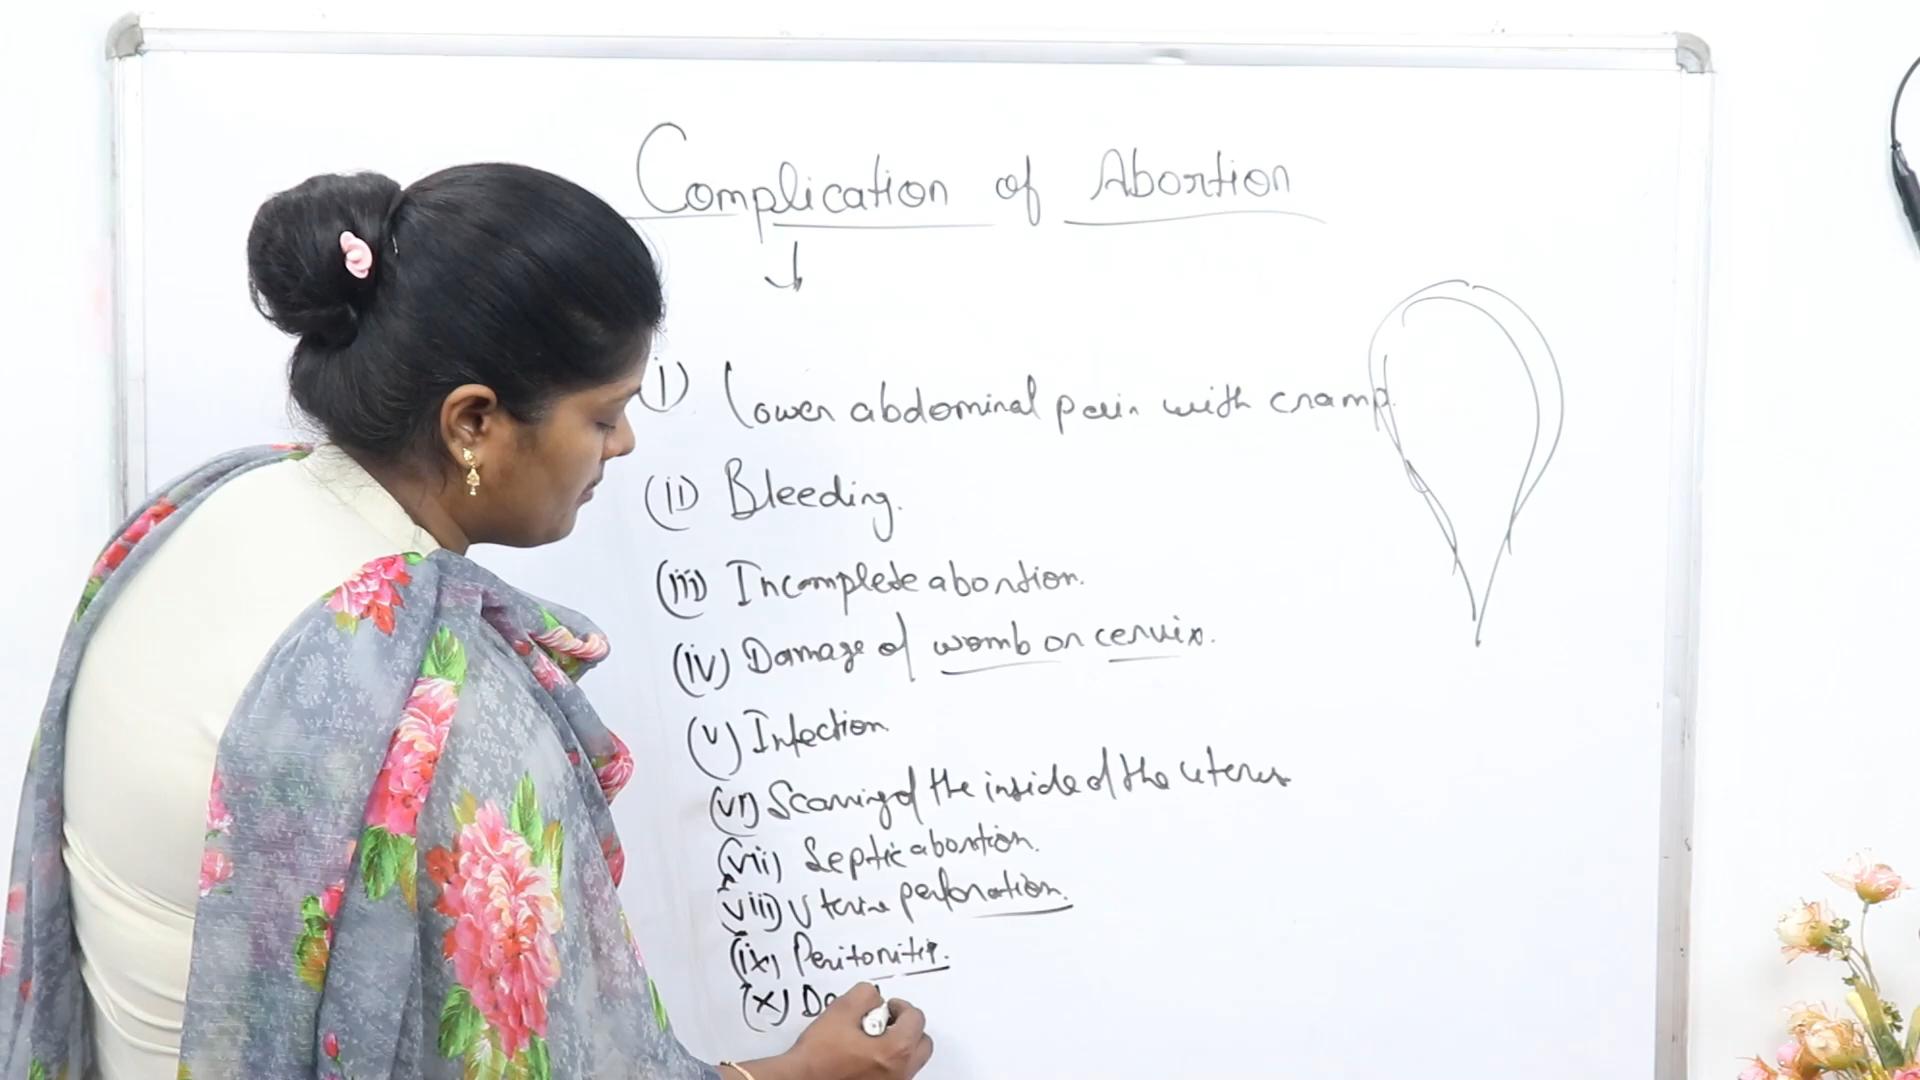 Complication of Abortion
(i) Lower abdominal pain with cramp
(ii) Bleeding.
(iii) Incomplete abortion.
(iv) Damage of womb or cervix.
(v) Infection
(vi) Scarring of the inside of the uterus
(vii) Septic abortion.
(viii) Uterine perforation.
(ix) Peritonitis.
(x)